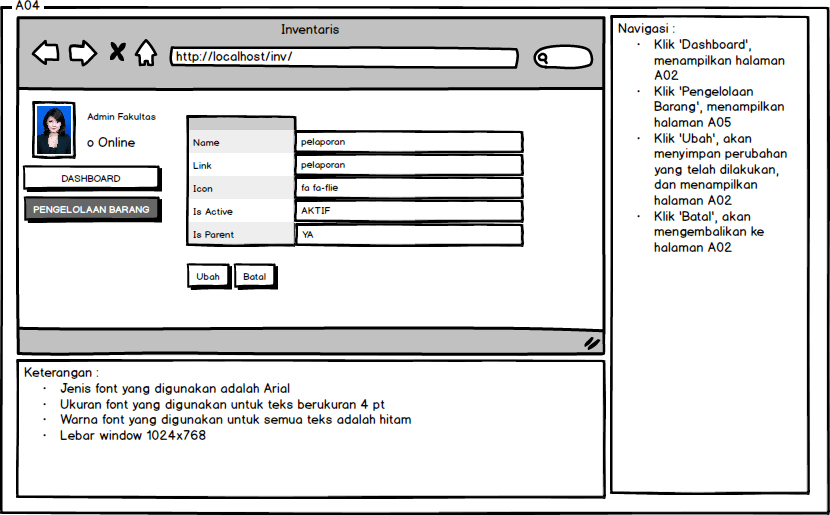 A04
Inventaris
http://localhost/inv/
Admin Fakultas
o Online
DASHBOARD
PENGELOLAAN BARANG
Name pelaporan
Link pelaporan
Icon fa fa-flie
Is Active AKTIF
Is Parent YA
Ubah Batal
Navigasi :
· Klik 'Dashboard',
menampilkan halaman
A02
· Klik 'Pengelolaan
Barang', menampilkan
halaman A05
· Klik 'Ubah', akan
menyimpan perubahan
yang telah dilakukan,
dan menampilkan
halaman A02
· Klik 'Batal', akan
mengembalikan ke
halaman A02
Keterangan :
· Jenis font yang digunakan adalah Arial
· Ukuran font yang digunakan untuk teks berukuran 4 pt
· Warna font yang digunakan untuk semua teks adalah hitam
· Lebar window 1024x768